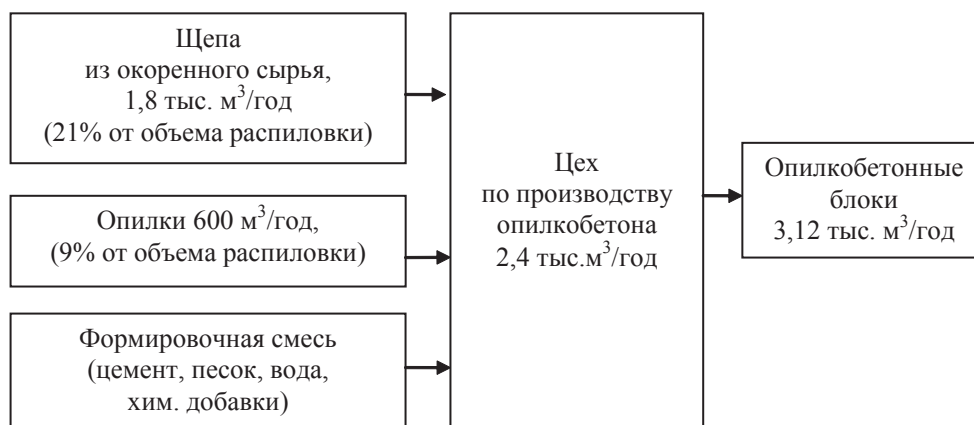 Щепа
из окоренного сырья,
1,8 тыс. м³/год
(21% от объема распиловки)
Опилки 600 м³/год,
(9% от объема распиловки)
Формировочная смесь
(цемент, песок, вода,
хим. добавки)
Цех
по производству
опилкобетона
2,4 тыс.м³/год
Опилкобетонные
блоки
3,12 тыс. м³/год